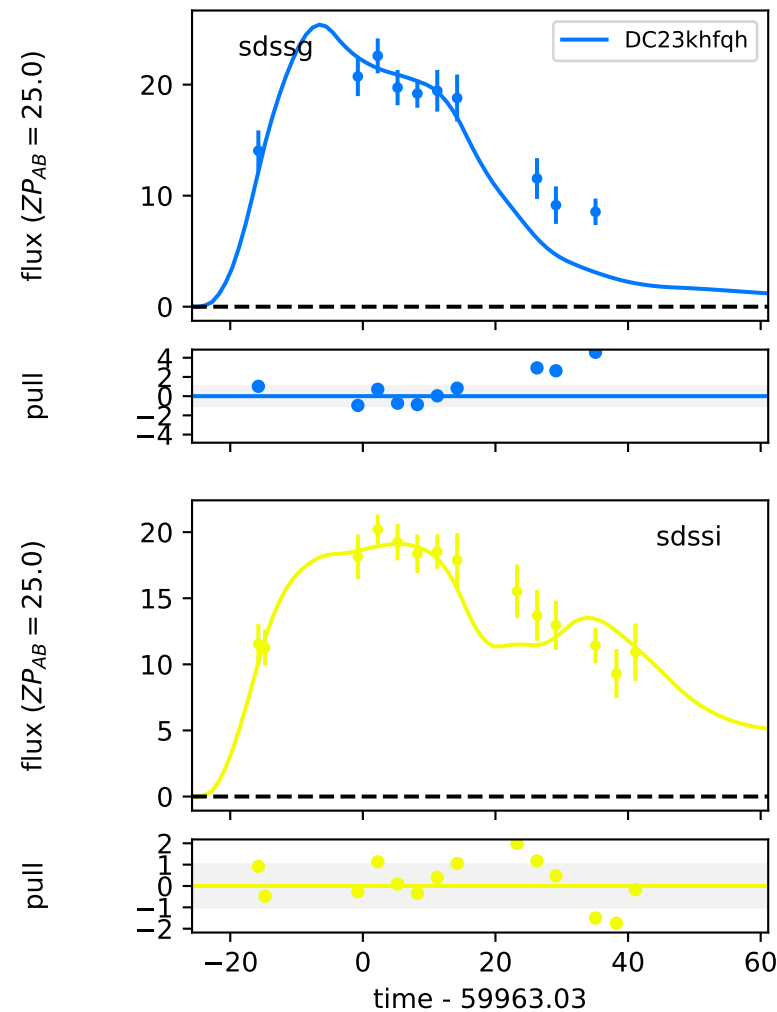 sdssg
DC23khfqh
flux (ZP_AB = 25.0)
20
10
0
pull
4
2
0
−2
−4
sdssi
flux (ZP_AB = 25.0)
20
15
10
5
0
pull
2
1
0
−1
−2
−20 0 20 40 60
time - 59963.03